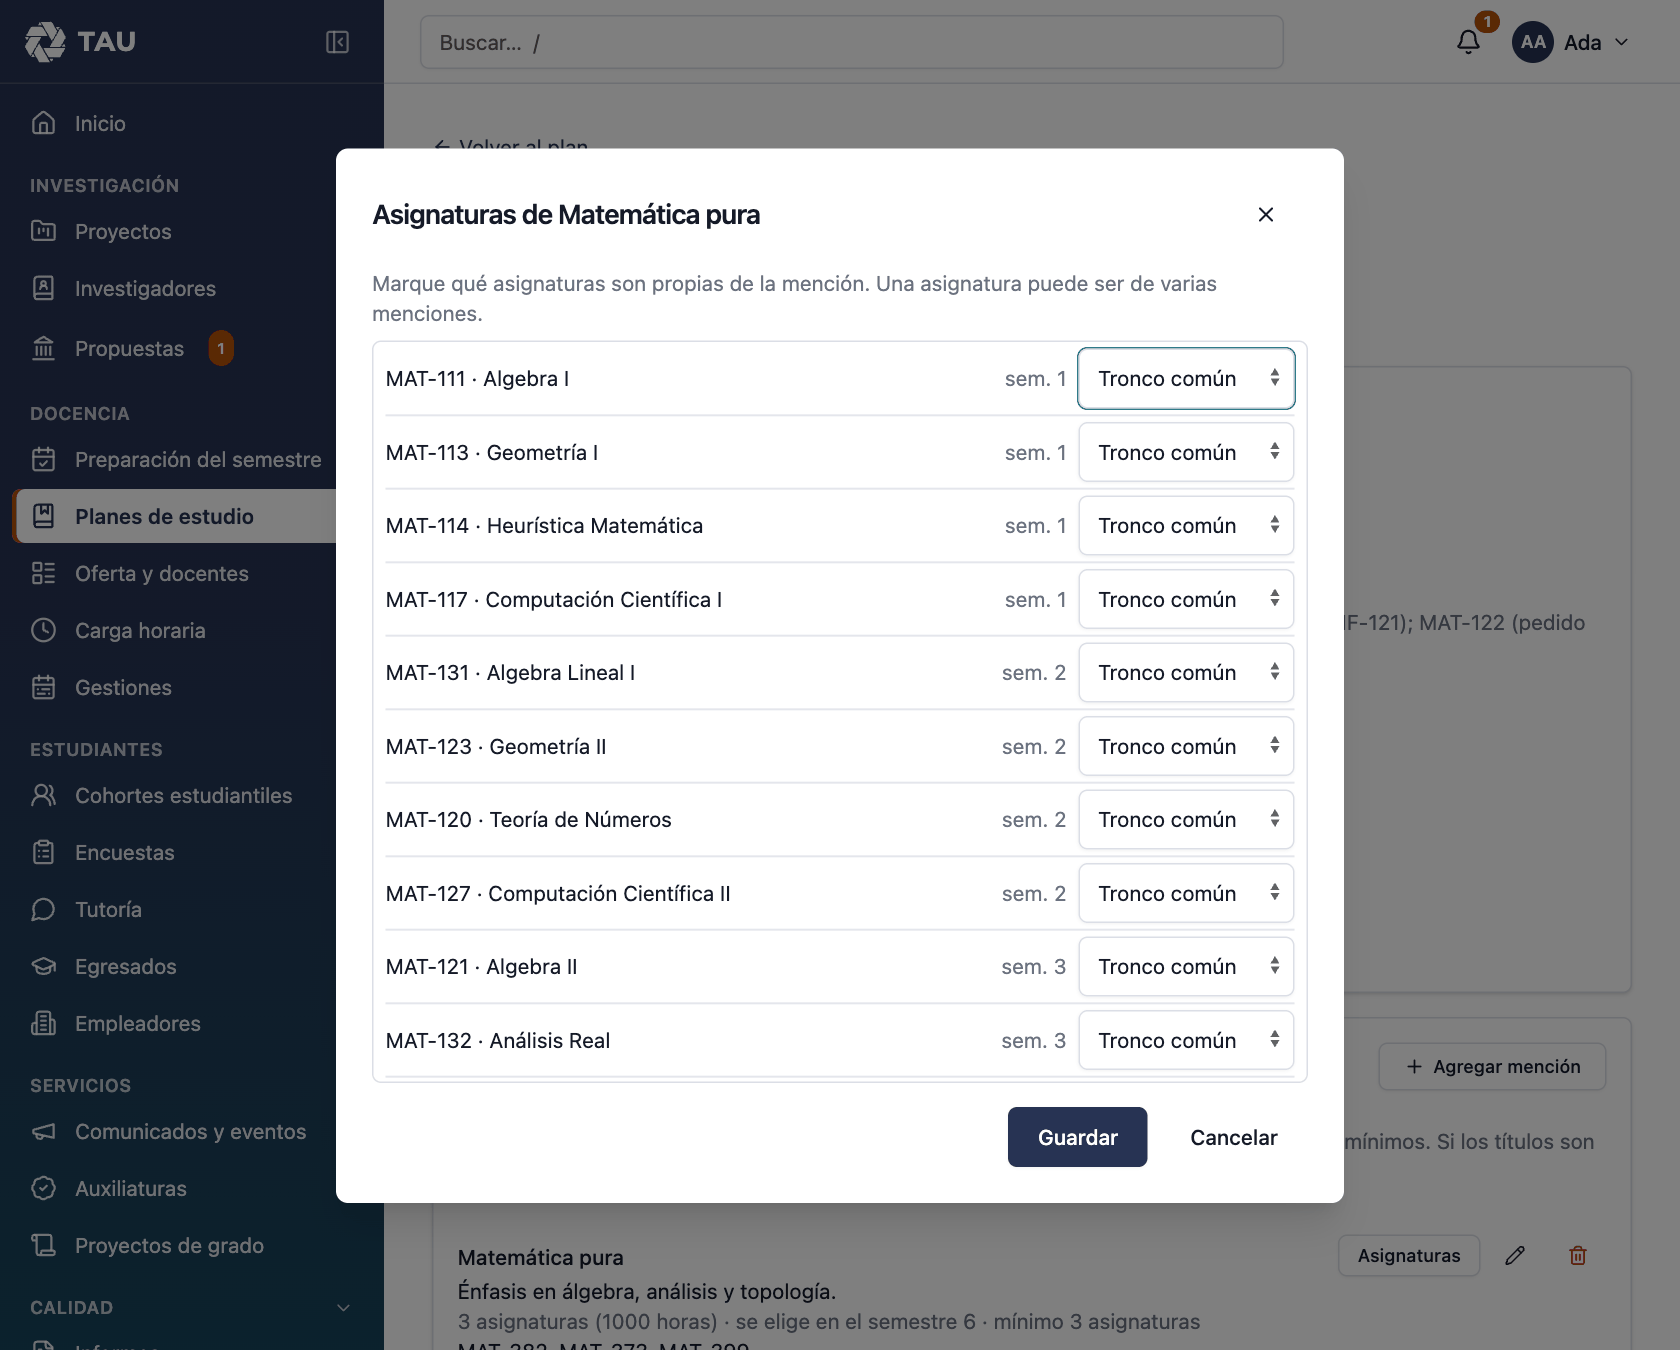 TAU
Buscar... /
1
AA
Ada
Inicio
INVESTIGACIÓN
Proyectos
Investigadores
Propuestas
1
DOCENCIA
Preparación del semestre
Planes de estudio
Oferta y docentes
Carga horaria
Gestiones
ESTUDIANTES
Cohortes estudiantiles
Encuestas
Tutoría
Egresados
Empleadores
SERVICIOS
Comunicados y eventos
Auxiliaturas
Proyectos de grado
CALIDAD
← Volver al plan
Asignaturas de Matemática pura
Marque qué asignaturas son propias de la mención. Una asignatura puede ser de varias
menciones.
MAT-111 · Algebra I sem. 1 Tronco común
MAT-113 · Geometría I sem. 1 Tronco común
MAT-114 · Heurística Matemática sem. 1 Tronco común
MAT-117 · Computación Científica I sem. 1 Tronco común
MAT-131 · Algebra Lineal I sem. 2 Tronco común
MAT-123 · Geometría II sem. 2 Tronco común
MAT-120 · Teoría de Números sem. 2 Tronco común
MAT-127 · Computación Científica II sem. 2 Tronco común
MAT-121 · Algebra II sem. 3 Tronco común
MAT-132 · Análisis Real sem. 3 Tronco común
Guardar
Cancelar
IF-121); MAT-122 (pedido
+ Agregar mención
mínimos. Si los títulos son
Matemática pura
Asignaturas
Énfasis en álgebra, análisis y topología.
3 asignaturas (1000 horas) · se elige en el semestre 6 · mínimo 3 asignaturas